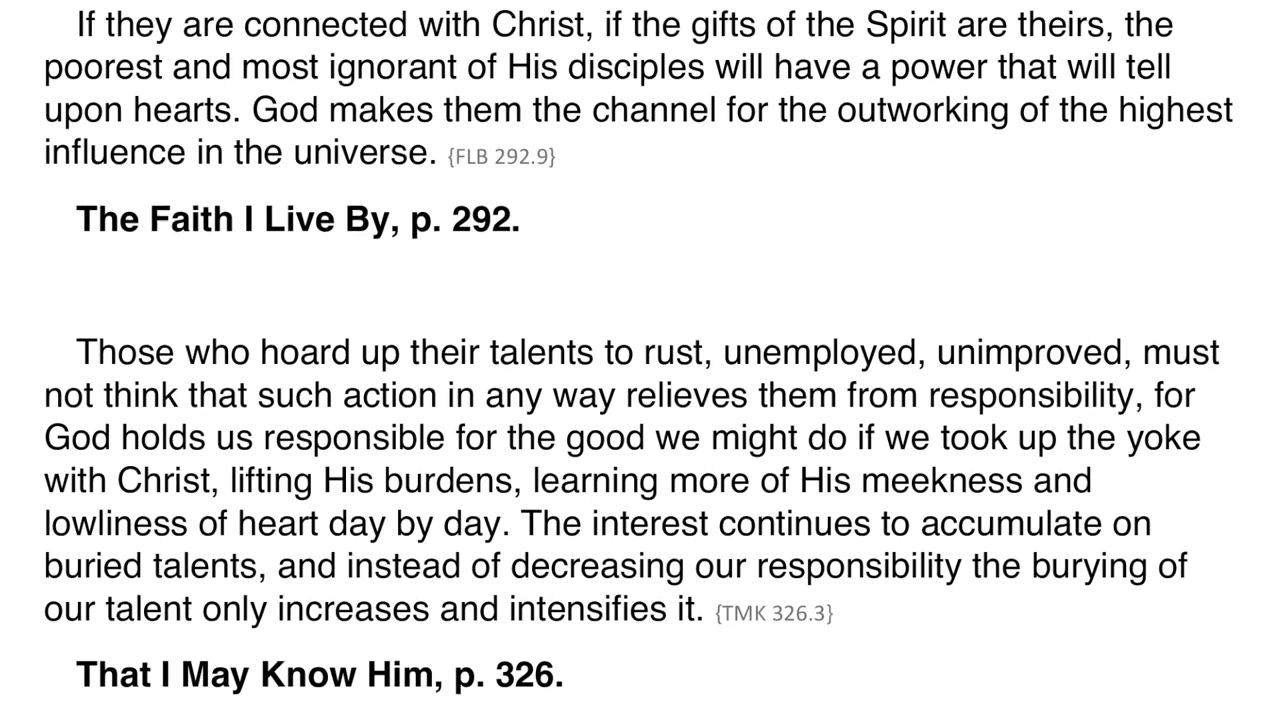 If they are connected with Christ, if the gifts of the Spirit are theirs, the
poorest and most ignorant of His disciples will have a power that will tell
upon hearts. God makes them the channel for the outworking of the highest
influence in the universe. {FLB 292.9}
The Faith I Live By, p. 292.
Those who hoard up their talents to rust, unemployed, unimproved, must
not think that such action in any way relieves them from responsibility, for
God holds us responsible for the good we might do if we took up the yoke
with Christ, lifting His burdens, learning more of His meekness and
lowliness of heart day by day. The interest continues to accumulate on
buried talents, and instead of decreasing our responsibility the burying of
our talent only increases and intensifies it. {TMK 326.3}
That I May Know Him, p. 326.